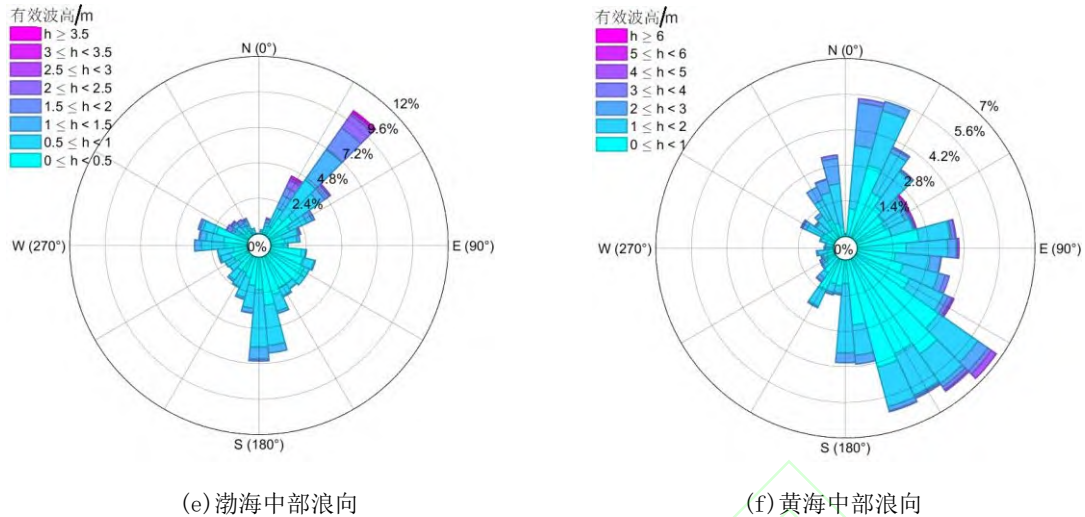 有效波高/m
h ≥ 3.5
3 ≤ h < 3.5
2.5 ≤ h < 3
2 ≤ h < 2.5
1.5 ≤ h < 2
1 ≤ h < 1.5
0.5 ≤ h < 1
0 ≤ h < 0.5
N (0°)
12%
9.6%
7.2%
4.8%
2.4%
0%
W (270°)
E (90°)
S (180°)
(e)渤海中部浪向
有效波高/m
h ≥ 6
5 ≤ h < 6
4 ≤ h < 5
3 ≤ h < 4
2 ≤ h < 3
1 ≤ h < 2
0 ≤ h < 1
N (0°)
7%
5.6%
4.2%
2.8%
1.4%
0%
W (270°)
E (90°)
S (180°)
(f)黄海中部浪向